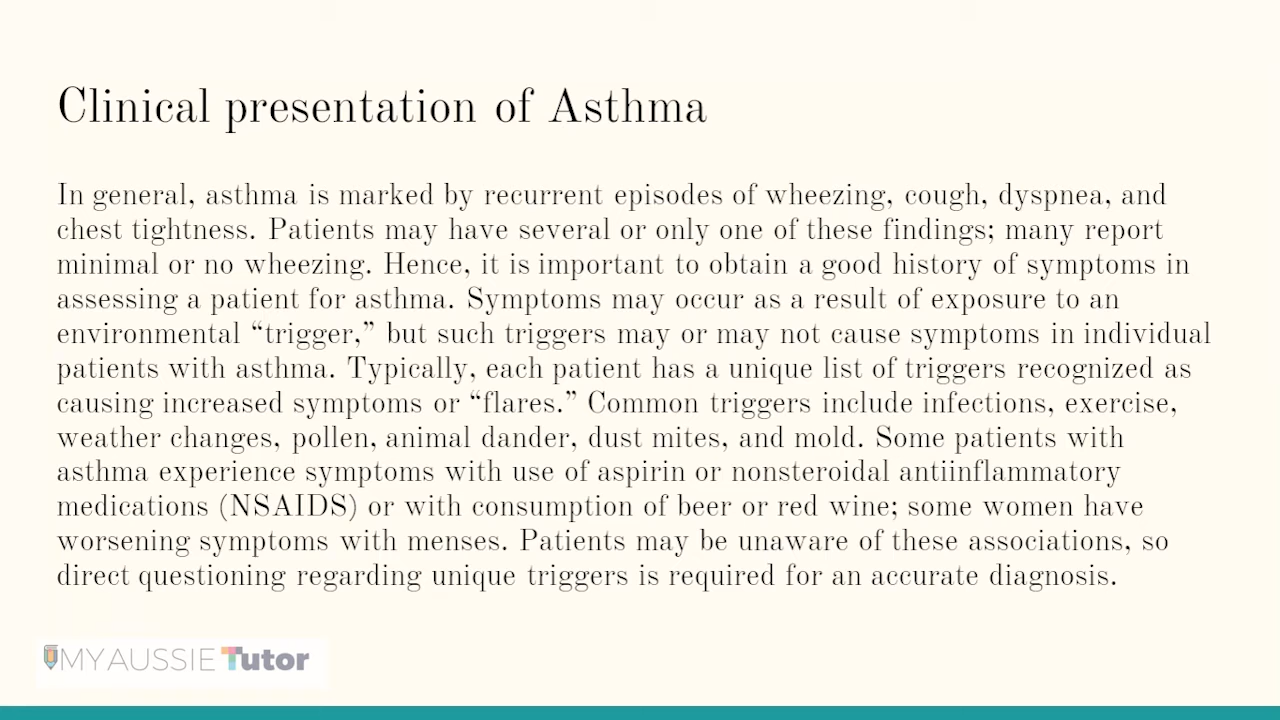 Clinical presentation of Asthma
In general, asthma is marked by recurrent episodes of wheezing, cough, dyspnea, and
chest tightness. Patients may have several or only one of these findings; many report
minimal or no wheezing. Hence, it is important to obtain a good history of symptoms in
assessing a patient for asthma. Symptoms may occur as a result of exposure to an
environmental “trigger,” but such triggers may or may not cause symptoms in individual
patients with asthma. Typically, each patient has a unique list of triggers recognized as
causing increased symptoms or “flares.” Common triggers include infections, exercise,
weather changes, pollen, animal dander, dust mites, and mold. Some patients with
asthma experience symptoms with use of aspirin or nonsteroidal antiinflammatory
medications (NSAIDS) or with consumption of beer or red wine; some women have
worsening symptoms with menses. Patients may be unaware of these associations, so
direct questioning regarding unique triggers is required for an accurate diagnosis.
MY AUSSIE Tutor